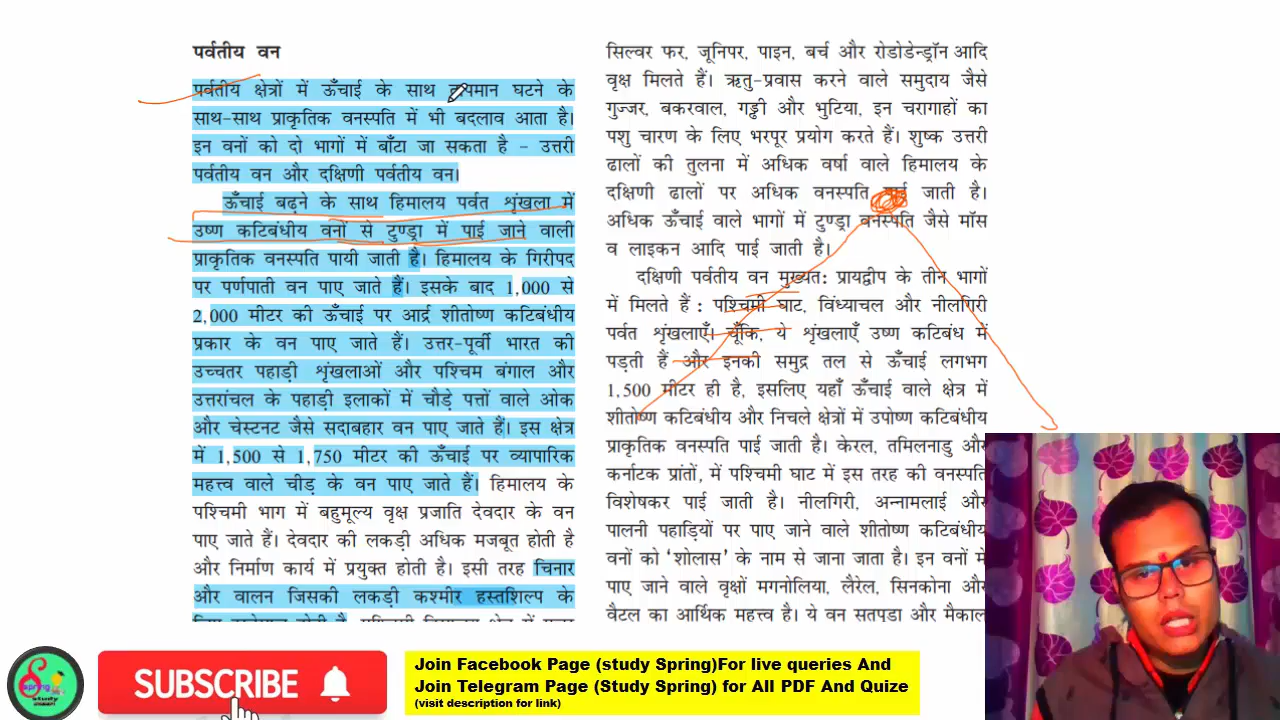 पर्वतीय वन
पर्वतीय क्षेत्रों में ऊँचाई के साथ तापमान घटने के
साथ-साथ प्राकृतिक वनस्पति में भी बदलाव आता है।
इन वनों को दो भागों में बाँटा जा सकता है – उत्तरी
पर्वतीय वन और दक्षिणी पर्वतीय वन।
ऊँचाई बढ़ने के साथ हिमालय पर्वत शृंखला में
उष्ण कटिबंधीय वनों से टुण्ड्रा में पाई जाने वाली
प्राकृतिक वनस्पति पायी जाती है। हिमालय के गिरीपद
पर पर्णपाती वन पाए जाते हैं। इसके बाद 1,000 से
2,000 मीटर की ऊँचाई पर आर्द्र शीतोष्ण कटिबंधीय
प्रकार के वन पाए जाते हैं। उत्तर-पूर्वी भारत की
उच्चतर पहाड़ी शृंखलाओं और पश्चिम बंगाल और
उत्तरांचल के पहाड़ी इलाकों में चौड़े पत्तों वाले ओक
और चेस्टनट जैसे सदाबहार वन पाए जाते हैं। इस क्षेत्र
में 1,500 से 1,750 मीटर की ऊँचाई पर व्यापारिक
महत्त्व वाले चीड़ के वन पाए जाते हैं। हिमालय के
पश्चिमी भाग में बहुमूल्य वृक्ष प्रजाति देवदार के वन
पाए जाते हैं। देवदार की लकड़ी अधिक मजबूत होती है
और निर्माण कार्य में प्रयुक्त होती है। इसी तरह चिनार
और वालन जिसकी लकड़ी कश्मीर हस्तशिल्प के
सिल्वर फर, जूनिपर, पाइन, बर्च और रोडोडेन्ड्रॉन आदि
वृक्ष मिलते हैं। ऋतु-प्रवास करने वाले समुदाय जैसे
गुज्जर, बकरवाल, गड्डी और भुटिया, इन चरागाहों का
पशु चारण के लिए भरपूर प्रयोग करते हैं। शुष्क उत्तरी
ढालों की तुलना में अधिक वर्षा वाले हिमालय के
दक्षिणी ढालों पर अधिक वनस्पति पाई जाती है।
अधिक ऊँचाई वाले भागों में टुण्ड्रा वनस्पति जैसे मॉस
व लाइकन आदि पाई जाती है।
दक्षिणी पर्वतीय वन मुख्यत: प्रायद्वीप के तीन भागों
में मिलते हैं : पश्चिमी घाट, विंध्याचल और नीलगिरी
पर्वत शृंखलाएँ। चूँकि, ये शृंखलाएँ उष्ण कटिबंध में
पड़ती हैं और इनकी समुद्र तल से ऊँचाई लगभग
1,500 मीटर ही है, इसलिए यहाँ ऊँचाई वाले क्षेत्र में
शीतोष्ण कटिबंधीय और निचले क्षेत्रों में उपोष्ण कटिबंधीय
प्राकृतिक वनस्पति पाई जाती है। केरल, तमिलनाडु और
कर्नाटक प्रांतों, में पश्चिमी घाट में इस तरह की वनस्पति
विशेषकर पाई जाती है। नीलगिरी, अन्नामलाई और
पालनी पहाड़ियों पर पाए जाने वाले शीतोष्ण कटिबंधीय
वनों को 'शोलास' के नाम से जाना जाता है। इन वनों में
पाए जाने वाले वृक्षों मगनोलिया, लैरेल, सिनकोना और
वैटल का आर्थिक महत्त्व है। ये वन सतपुड़ा और मैकाल
spring
study
SUBSCRIBE
Join Facebook Page (study Spring)For live queries And
Join Telegram Page (Study Spring) for All PDF And Quize
(visit description for link)